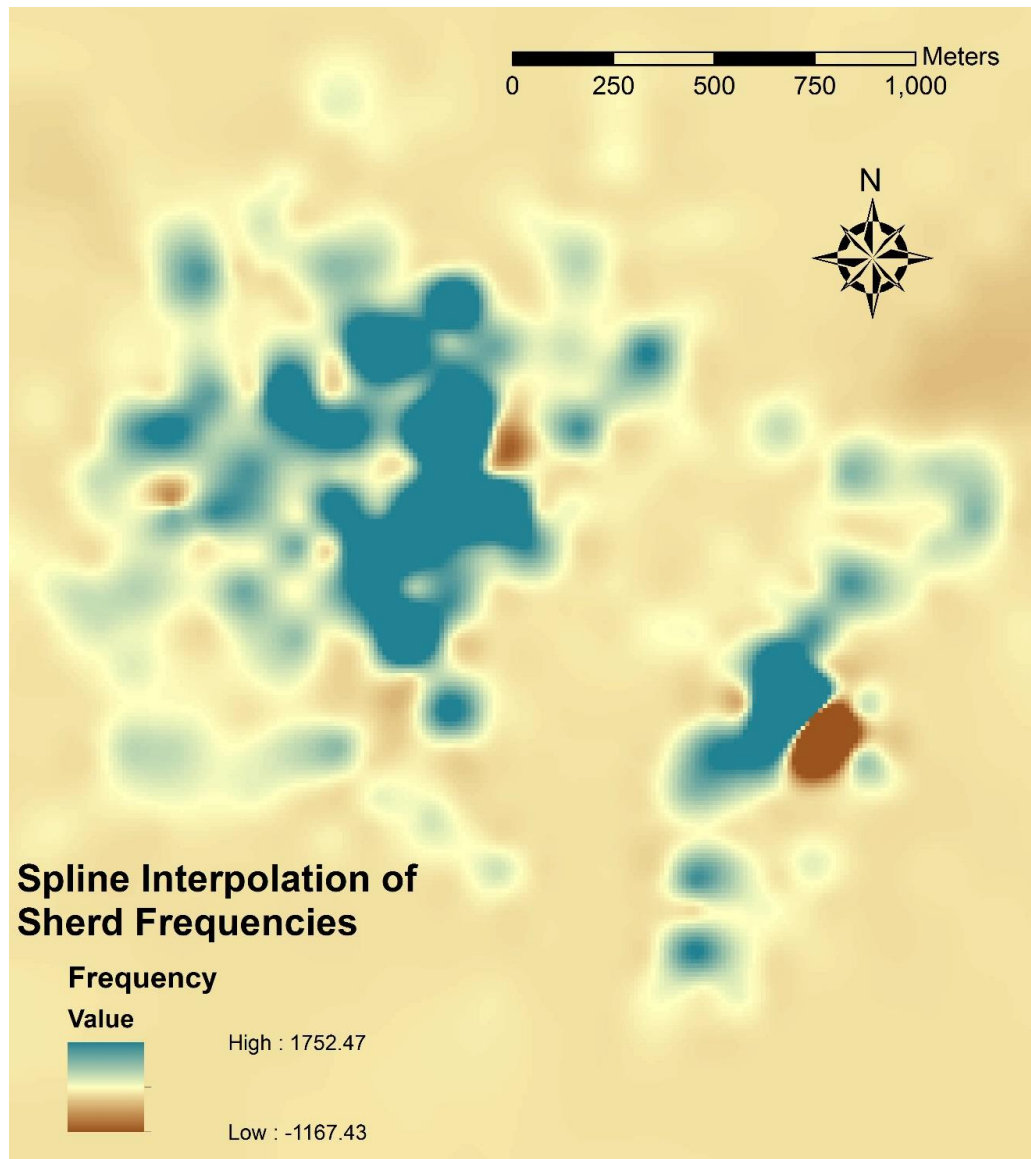 Meters
0 250 500 750 1,000
N
Spline Interpolation of
Sherd Frequencies
Frequency
Value
High : 1752.47
Low : -1167.43